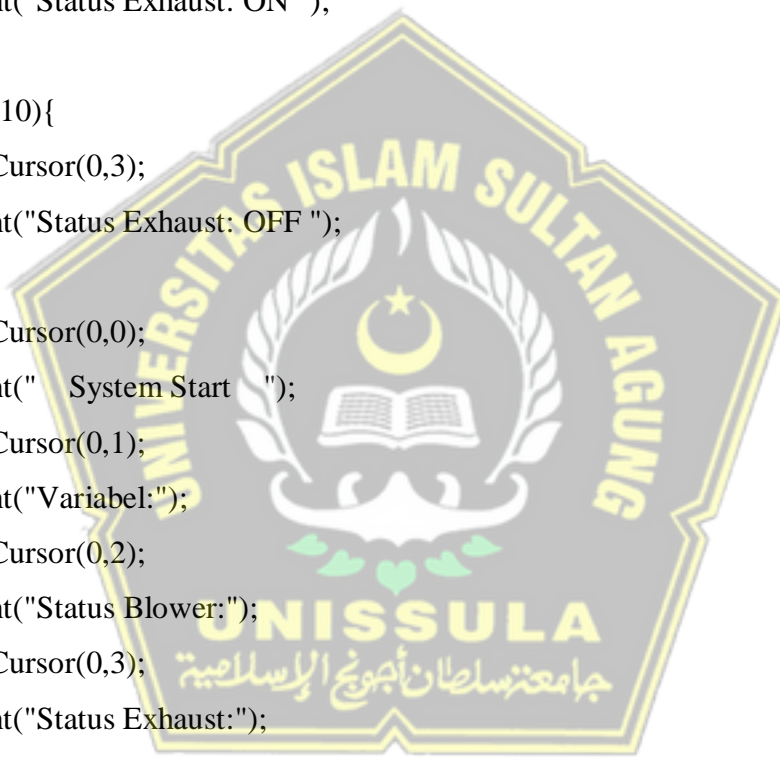 nt("Status Exhaust: ON ");
10){
Cursor(0,3);
nt("Status Exhaust: OFF ");
Cursor(0,0);
nt("    System Start    ");
Cursor(0,1);
nt("Variabel:");
Cursor(0,2);
nt("Status Blower:");
Cursor(0,3);
nt("Status Exhaust:");
UNIVERSITAS ISLAM SULTAN AGUNG
UNISSULA
جامعة سلطان أجونج الإسلامية